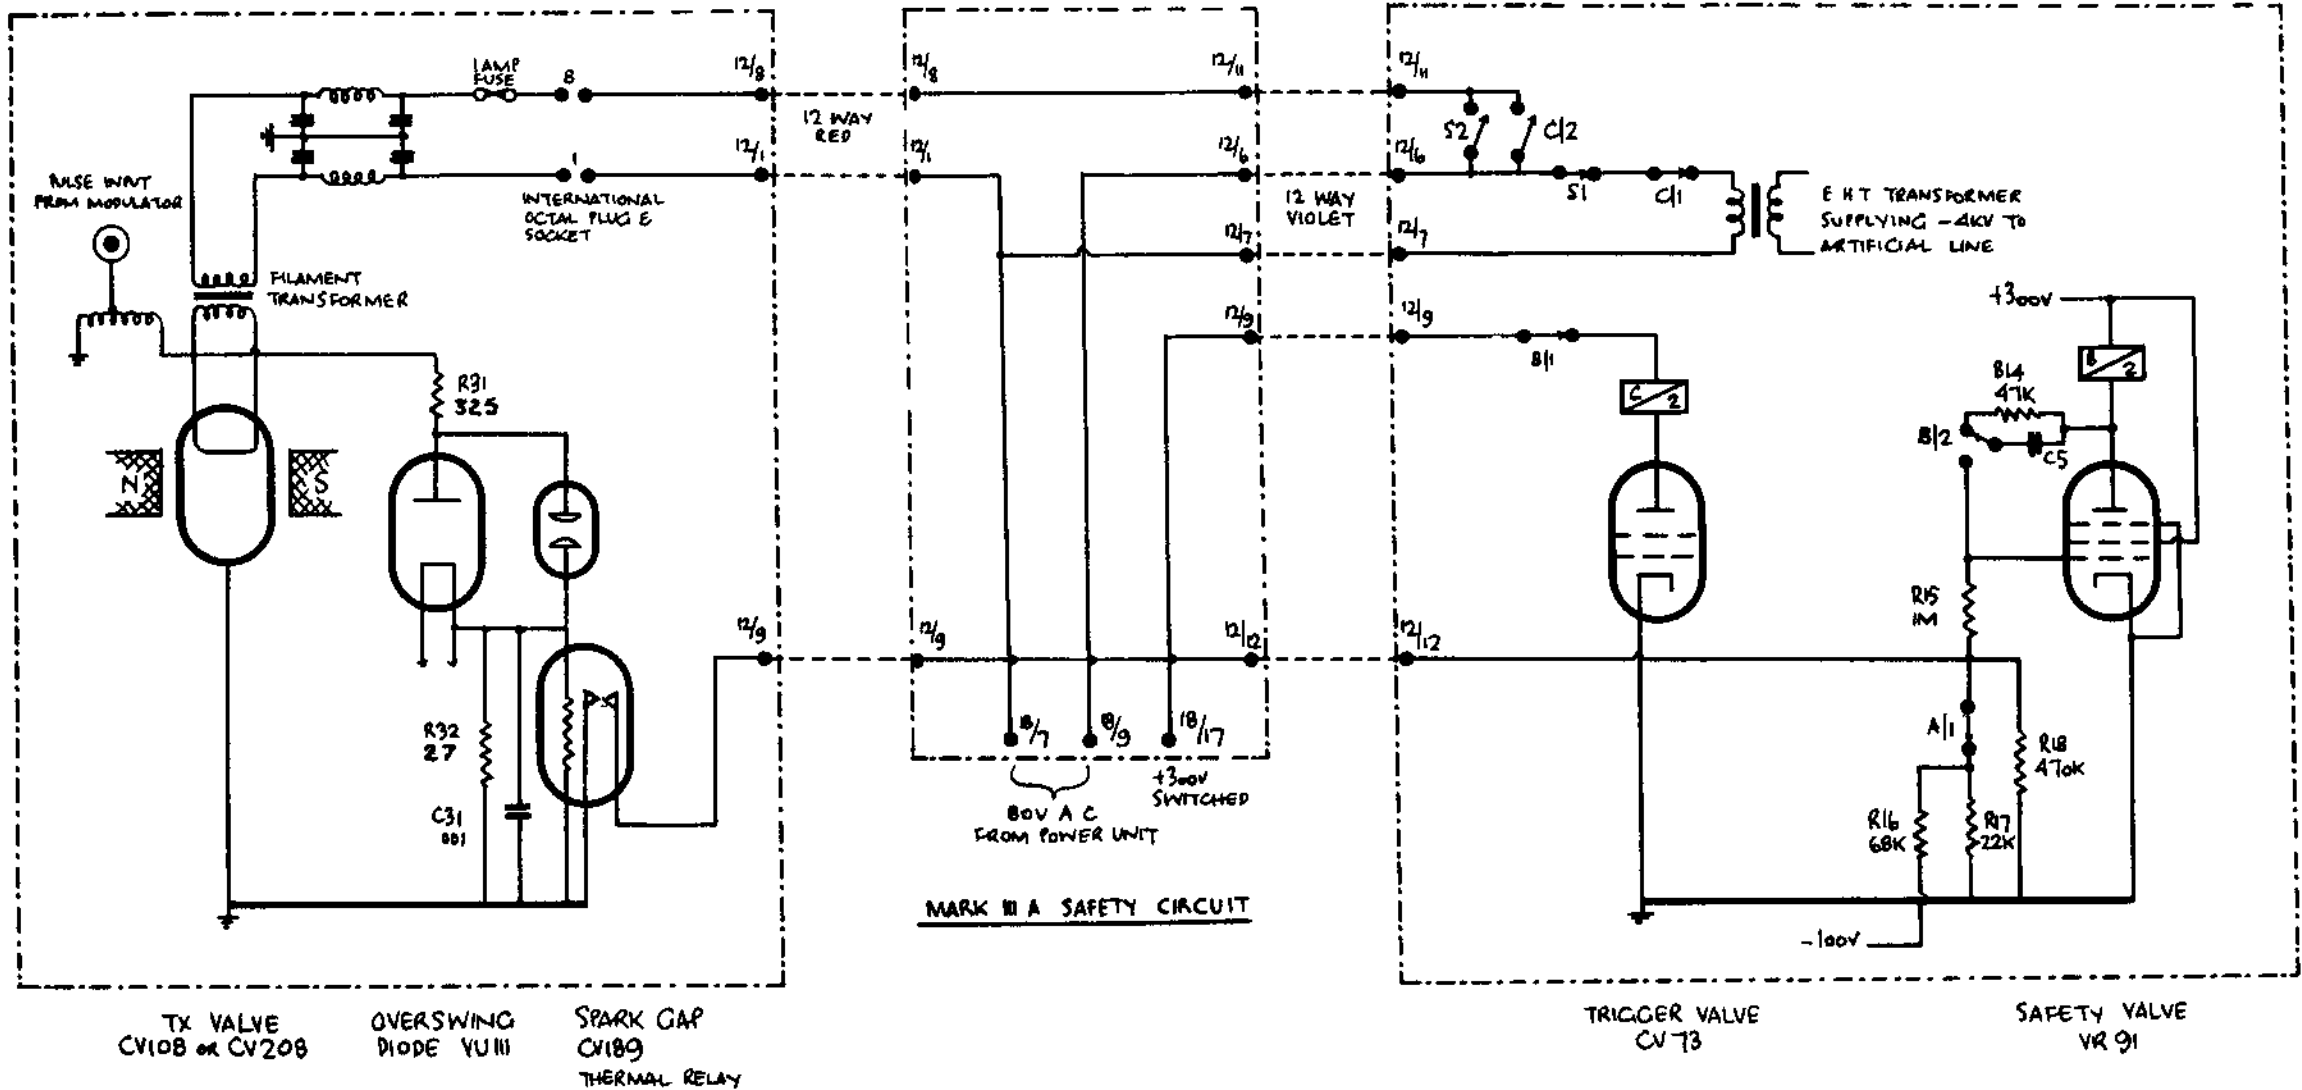 1AMP
FUSE
8
12/8
12/8
12/11
12/11
12 WAY
RED
S2
C/2
1
12/1
12/1
12/6
12/6
PULSE INPUT
FROM MODULATOR
INTERNATIONAL
OCTAL PLUG &
SOCKET
12 WAY
VIOLET
S1
C/1
E H T TRANSFORMER
SUPPLYING -4KV TO
ARTIFICIAL LINE
12/7
12/7
FILAMENT
TRANSFORMER
+300V
12/9
12/9
B/1
B
2
R31
325
C
2
R14
47K
B/2
C5
N
S
R15
1M
12/9
12/9
12/12
12/12
R32
27
18/7
18/9
18/17
A/1
R18
470K
+300V
SWITCHED
C31
001
80V A C
FROM POWER UNIT
R16
68K
R17
22K
MARK III A SAFETY CIRCUIT
-100V
TX VALVE
CV108 OR CV208
OVERSWING
DIODE VU111
SPARK GAP
CV189
THERMAL RELAY
TRIGGER VALVE
CV73
SAFETY VALVE
VR 91